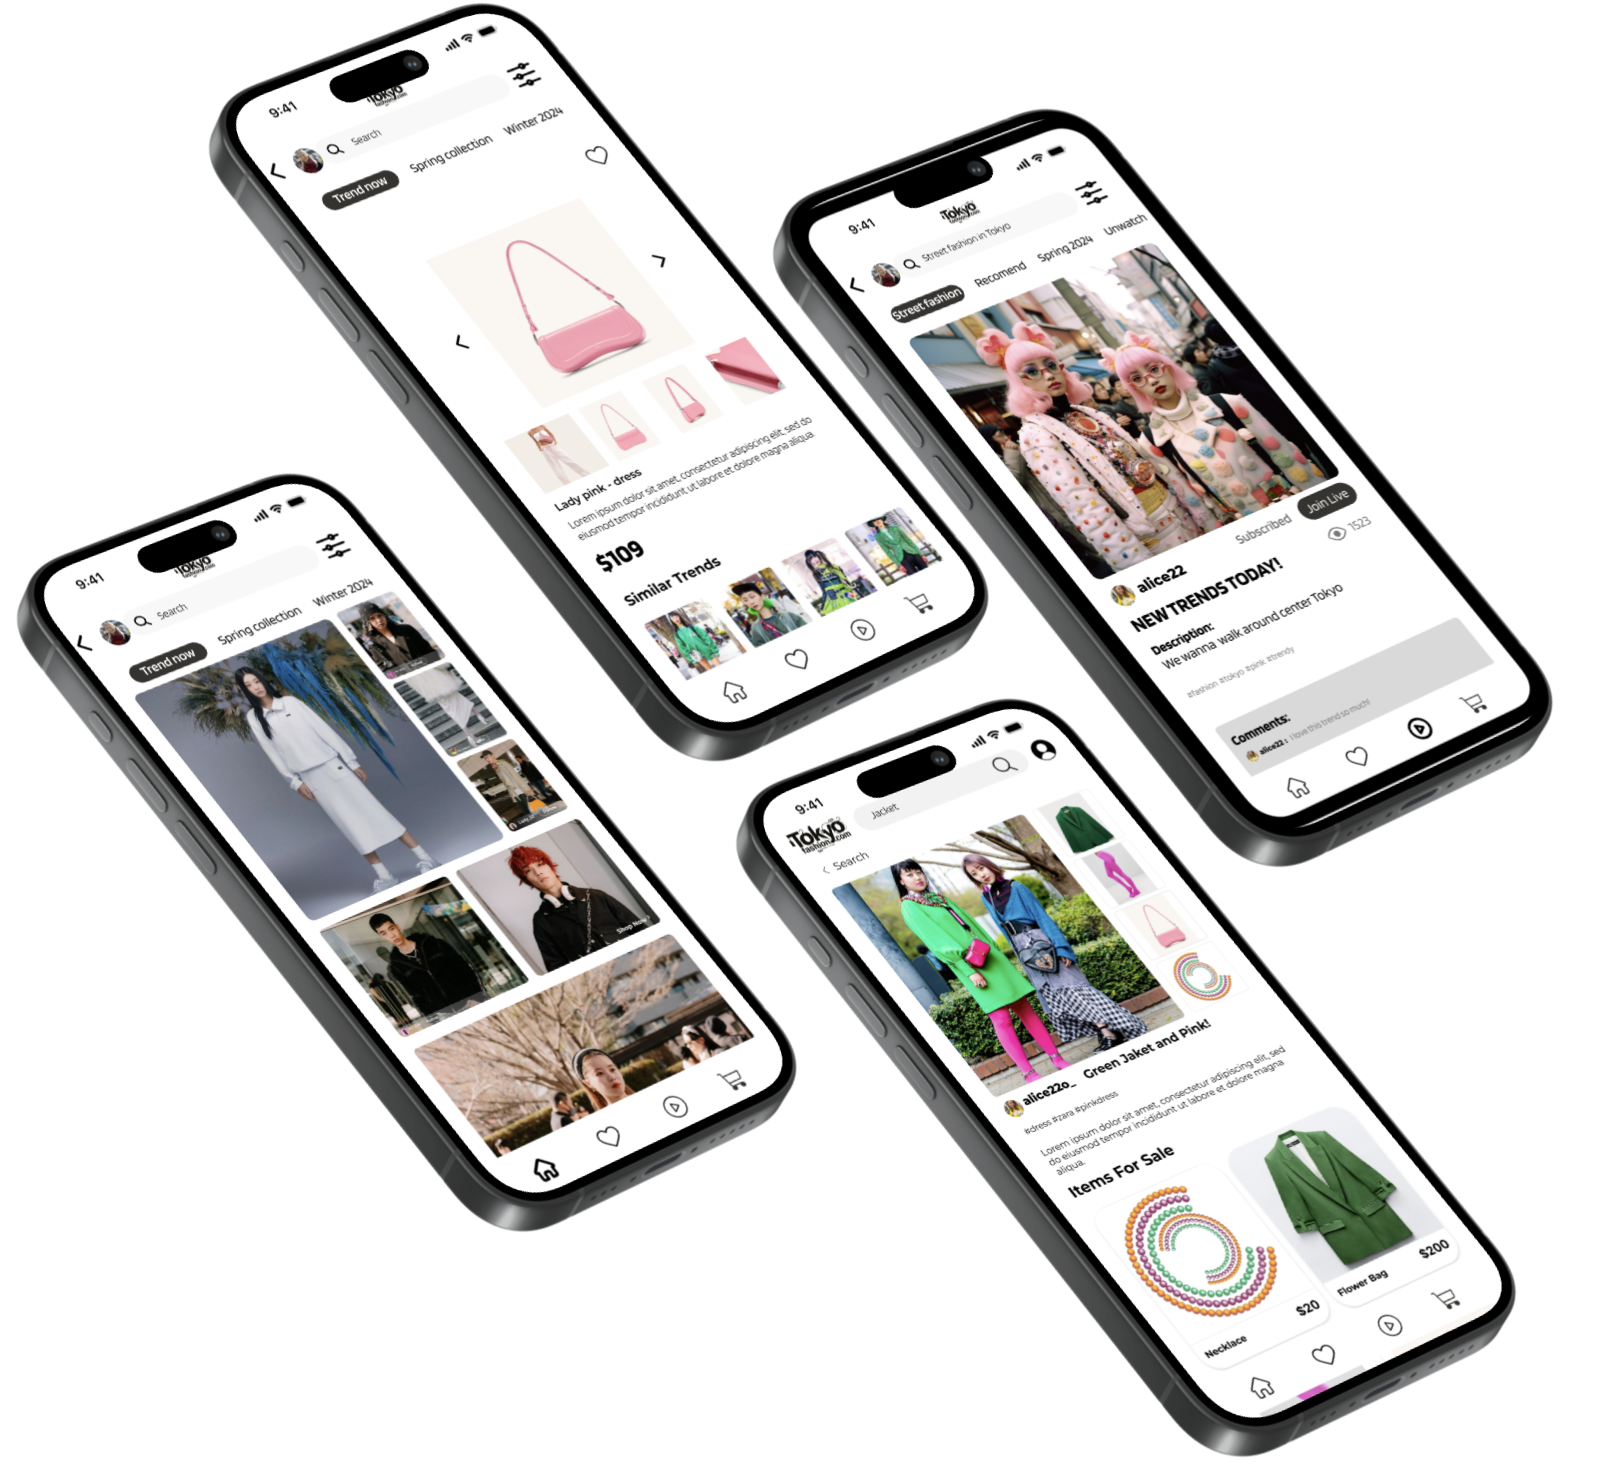 9:41
Tokyo
fashion.com
Search
Trend now
Spring collection
Winter 2024
Lady pink - dress
Lorem ipsum dolor sit amet, consectetur adipiscing elit, sed do
eiusmod tempor incididunt ut labore et dolore magna aliqua.
$109
Similar Trends
9:41
Tokyo
fashion.com
Street fashion in Tokyo
Street fashion
Recomend
Spring 2024
Unwatch
Subscribed
Join Live
1523
alice22
NEW TRENDS TODAY!
Description:
We wanna walk around center Tokyo
#fashion #tokyo #pink #trendy
Comments:
alice22 : I love this trend so much!
9:41
Tokyo
fashion.com
Search
Trend now
Spring collection
Winter 2024
Shop Now
9:41
Tokyo
fashion.com
Jacket
Search
alice22o_
Green Jaket and Pink!
#dress #zara #pinkdress
Lorem ipsum dolor sit amet, consectetur adipiscing elit, sed
do eiusmod tempor incididunt ut labore et dolore magna
aliqua.
Items For Sale
$20
Necklace
$200
Flower Bag